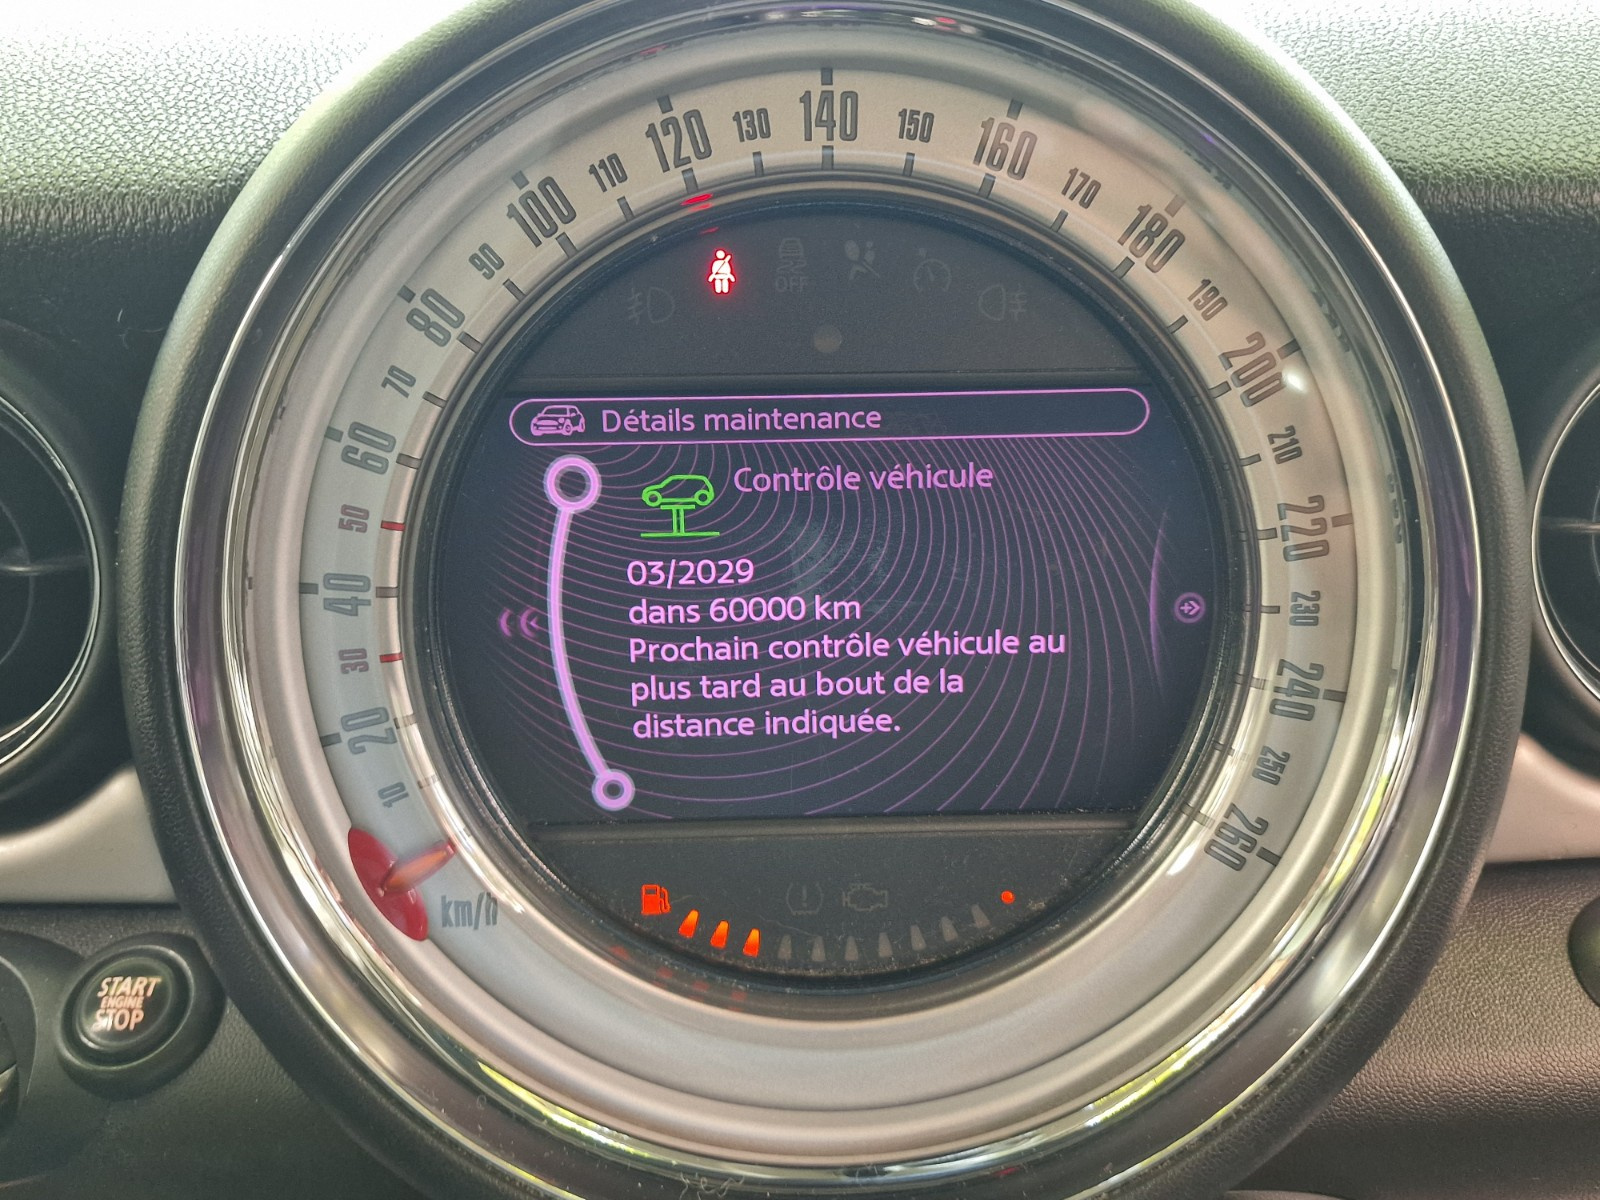 10
20
30
40
50
60
70
80
90
100
110
120
130
140
150
160
170
180
190
200
210
220
230
240
250
260
km/h
OFF
Détails maintenance
Contrôle véhicule
03/2029
dans 60000 km
Prochain contrôle véhicule au
plus tard au bout de la
distance indiquée.
START
ENGINE
STOP